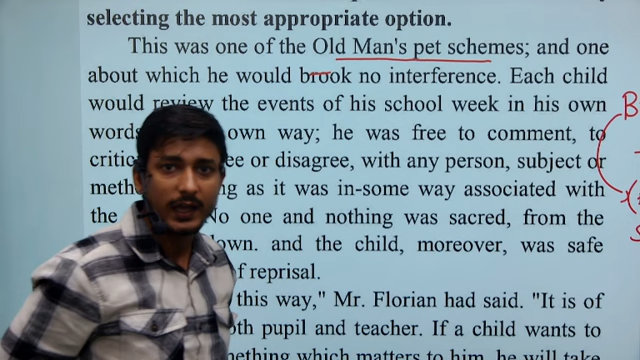 selecting the most appropriate option.
This was one of the Old Man's pet schemes; and one
about which he would brook no interference. Each child
would review the events of his school week in his own
words own way; he was free to comment, to
critic ee or disagree, with any person, subject or
meth ng as it was in-some way associated with
the No one and nothing was sacred, from the
own. and the child, moreover, was safe
f reprisal.
this way," Mr. Florian had said. "It is of
oth pupil and teacher. If a child wants to
mething which matters to him, he will take
B